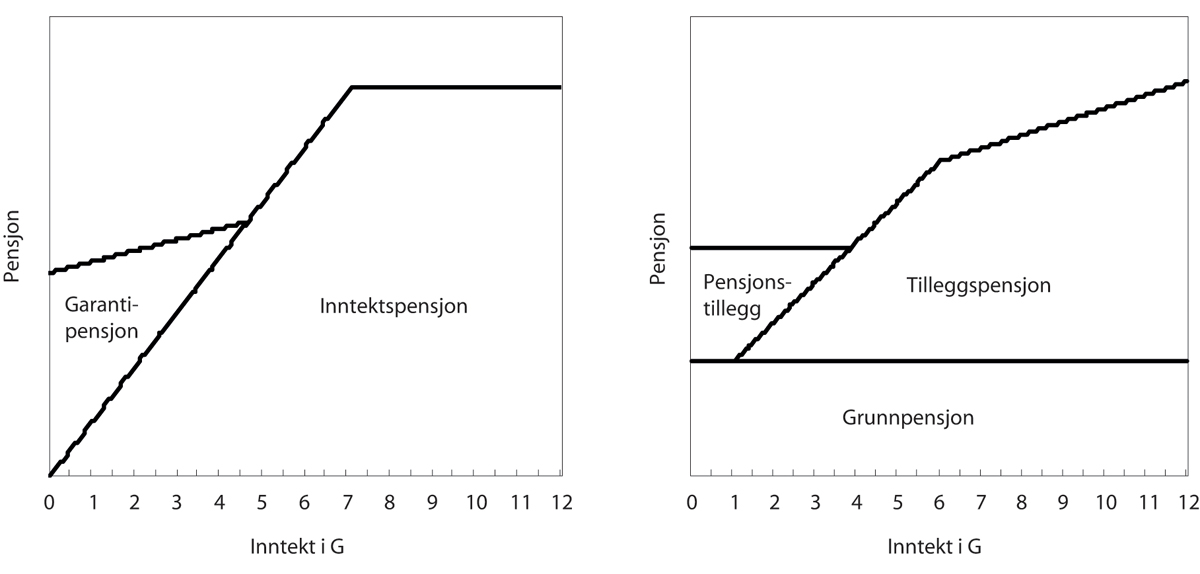 Pensjon
Garanti-
pensjon
Inntektspensjon
0 1 2 3 4 5 6 7 8 9 10 11 12
Inntekt i G
Pensjon
Pensjons-
tillegg
Tilleggspensjon
Grunnpensjon
0 1 2 3 4 5 6 7 8 9 10 11 12
Inntekt i G